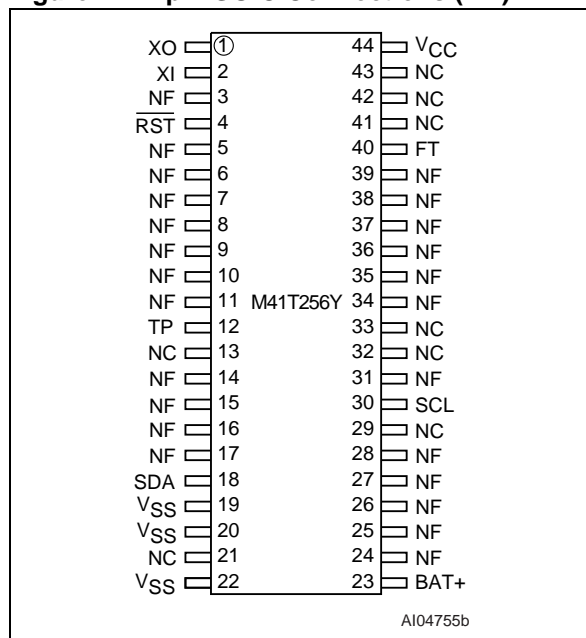 XO 1 44 VCC
XI 2 43 NC
NF 3 42 NC
RST 4 41 NC
NF 5 40 FT
NF 6 39 NF
NF 7 38 NF
NF 8 37 NF
NF 9 36 NF
NF 10 35 NF
NF 11 M41T256Y 34 NF
TP 12 33 NC
NC 13 32 NC
NF 14 31 NF
NF 15 30 SCL
NF 16 29 NC
NF 17 28 NF
SDA 18 27 NF
VSS 19 26 NF
VSS 20 25 NF
NC 21 24 NF
VSS 22 23 BAT+
AI04755b